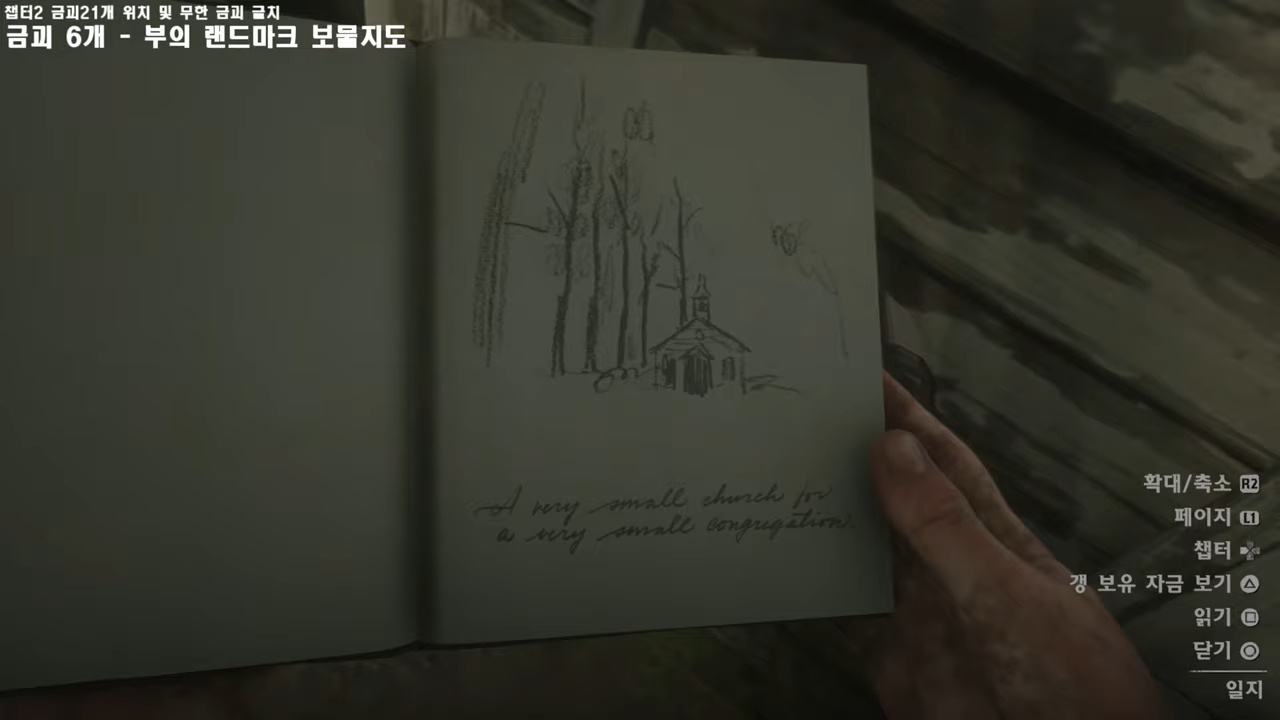 챕터2 금괴21개 위치 및 무한 금괴 글치
금괴 6개 - 부의 랜드마크 보물지도
A very small church for
a very small congregation.
확대/축소 R2
페이지 L1
챕터
갱 보유 자금 보기
읽기
닫기
일지